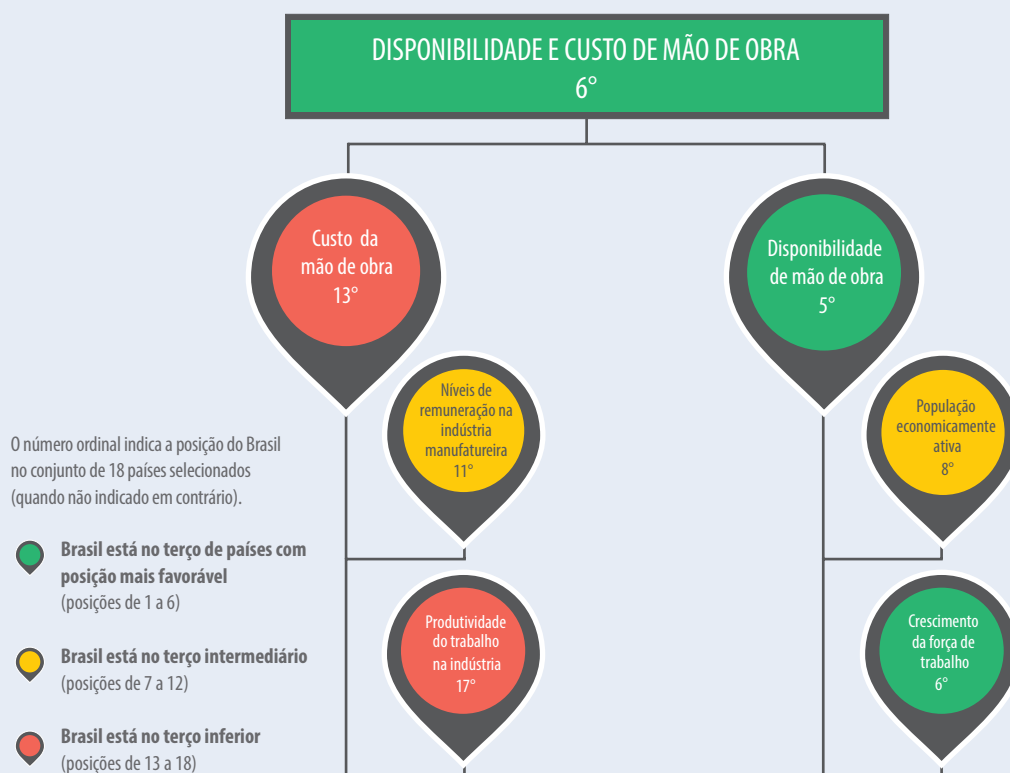 DISPONIBILIDADE E CUSTO DE MÃO DE OBRA
6°
Custo da
mão de obra
13°
Disponibilidade
de mão de obra
5°
Níveis de
remuneração na
indústria
manufatureira
11°
População
economicamente
ativa
8°
O número ordinal indica a posição do Brasil
no conjunto de 18 países selecionados
(quando não indicado em contrário).
Brasil está no terço de países com
posição mais favorável
(posições de 1 a 6)
Brasil está no terço intermediário
(posições de 7 a 12)
Brasil está no terço inferior
(posições de 13 a 18)
Produtividade
do trabalho
na indústria
17°
Crescimento
da força de
trabalho
6°